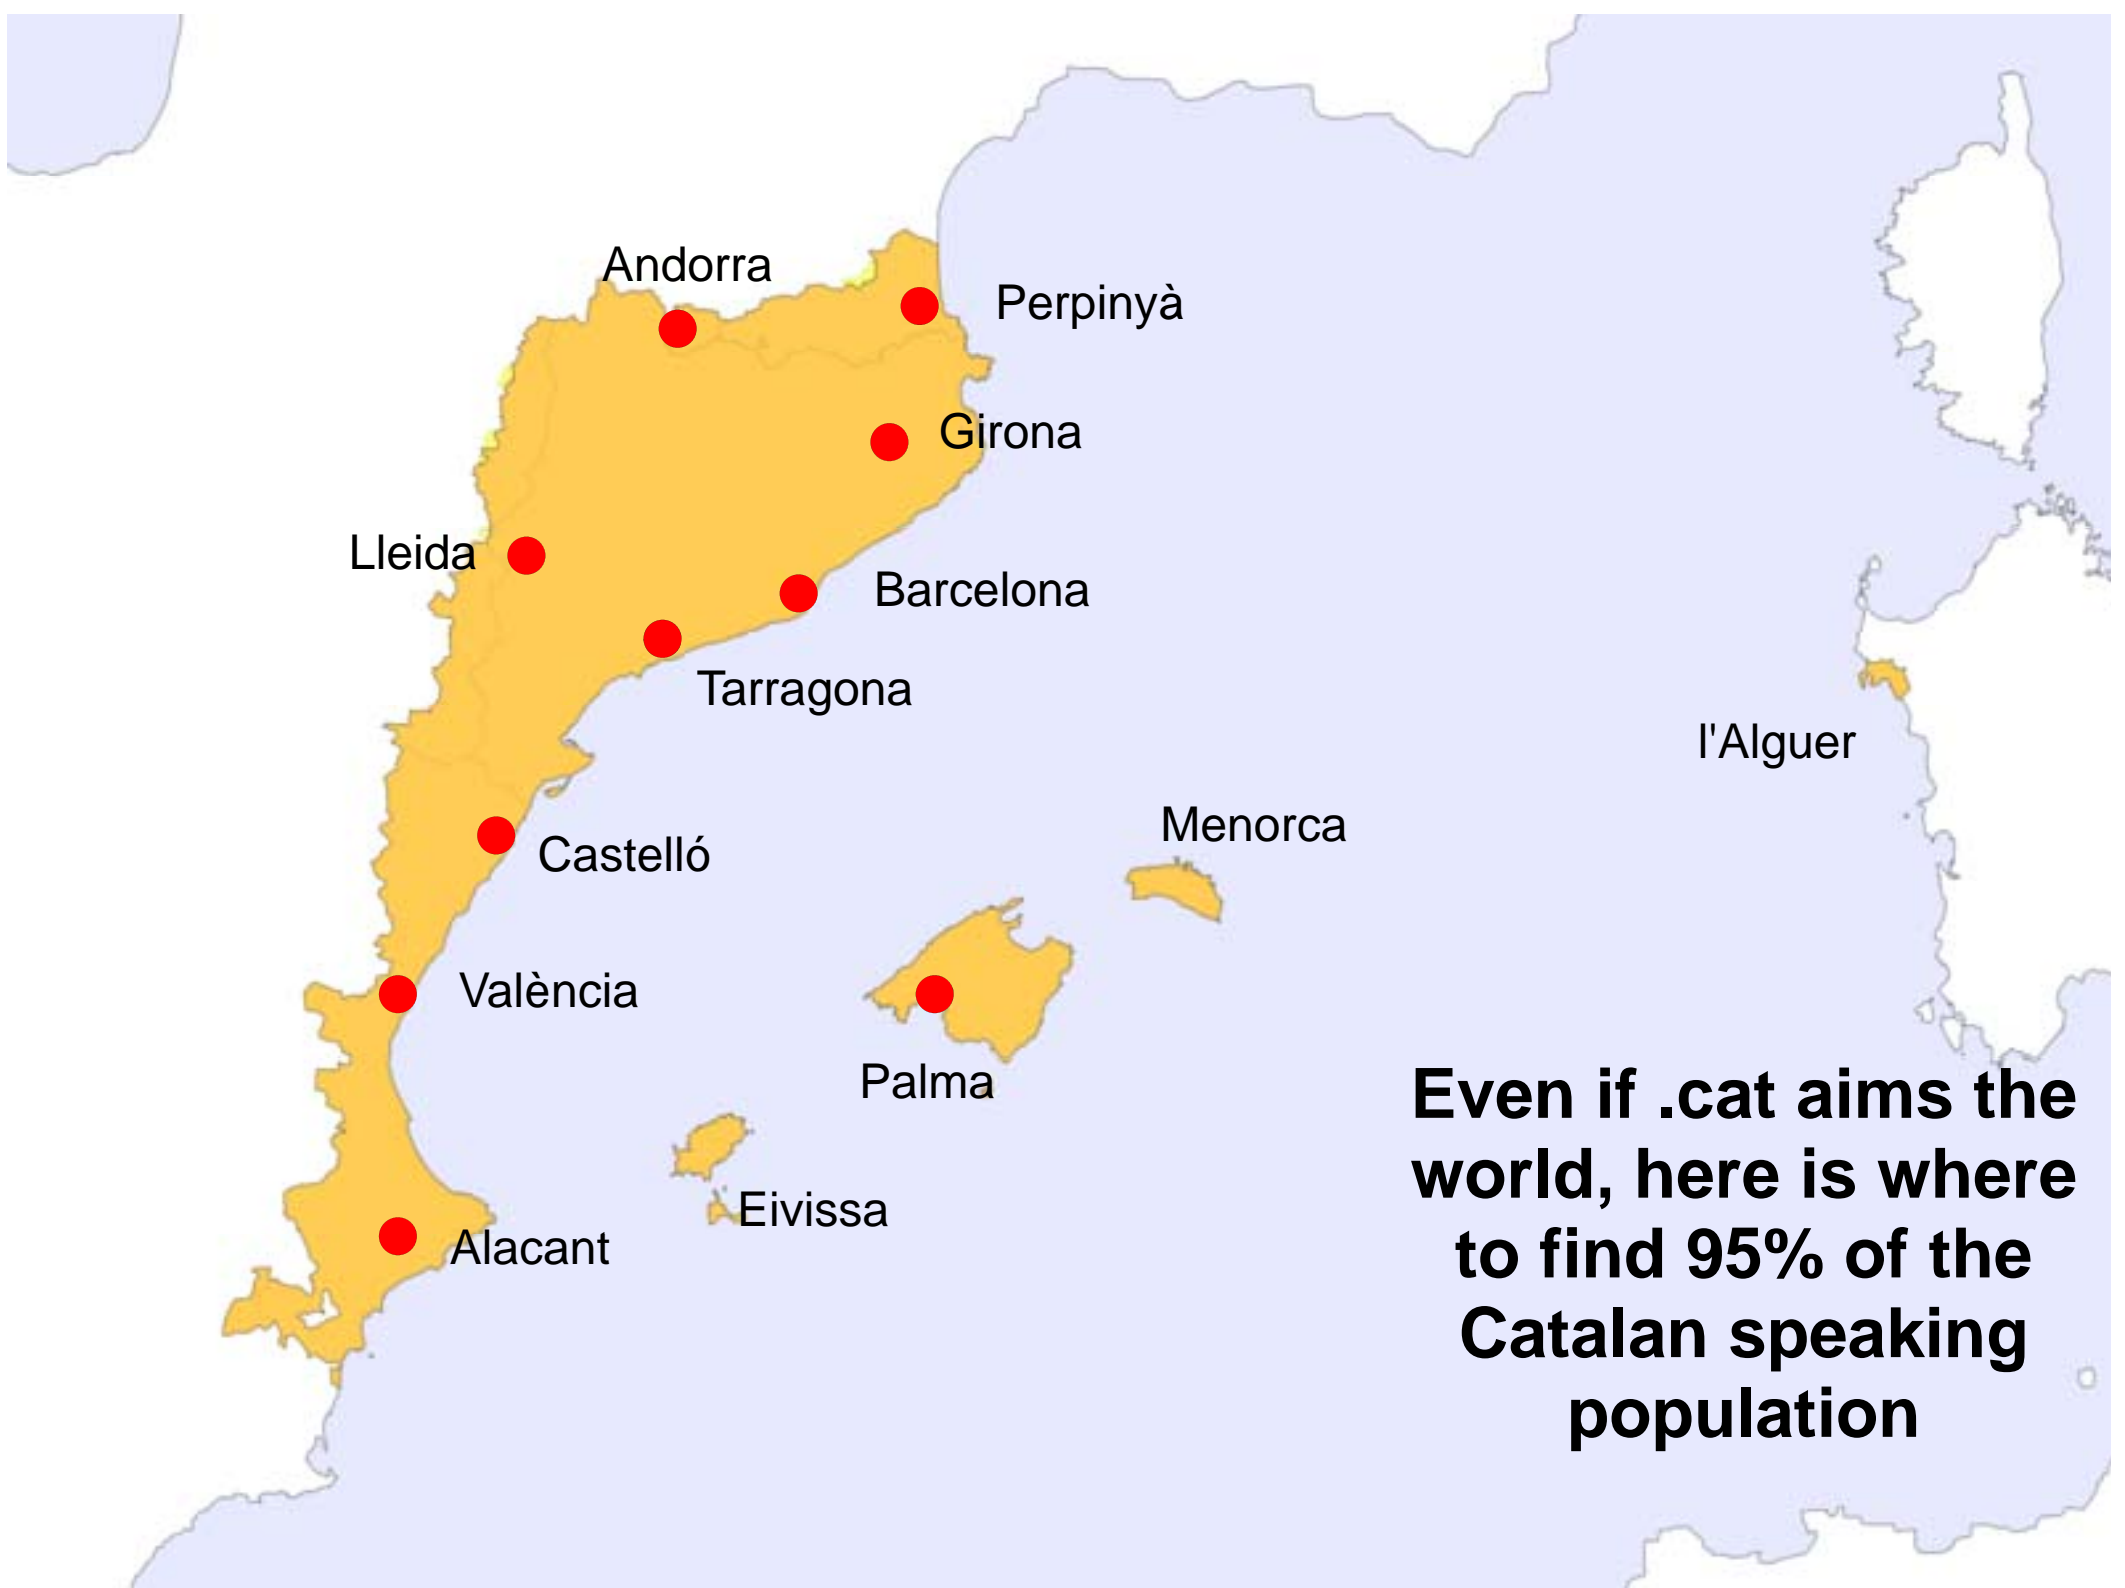 Andorra
Perpinyà
Girona
Lleida
Barcelona
Tarragona
l'Alguer
Menorca
Castelló
València
Palma
Eivissa
Alacant
Even if .cat aims the
world, here is where
to find 95% of the
Catalan speaking
population